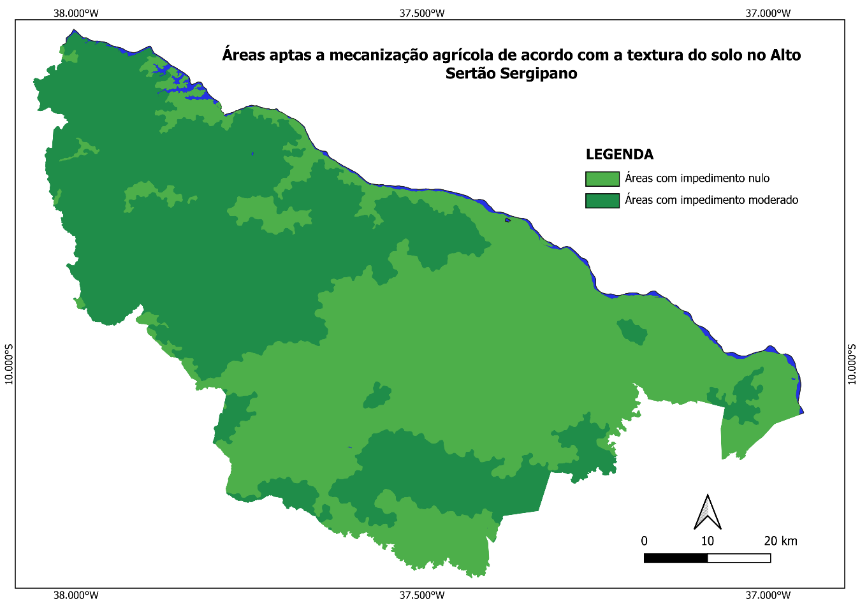 38.000°W 37.500°W 37.000°W
Áreas aptas a mecanização agrícola de acordo com a textura do solo no Alto
Sertão Sergipano
LEGENDA
Áreas com impedimento nulo
Áreas com impedimento moderado
10.000°S 10.000°S
0 10 20 km
38.000°W 37.500°W 37.000°W